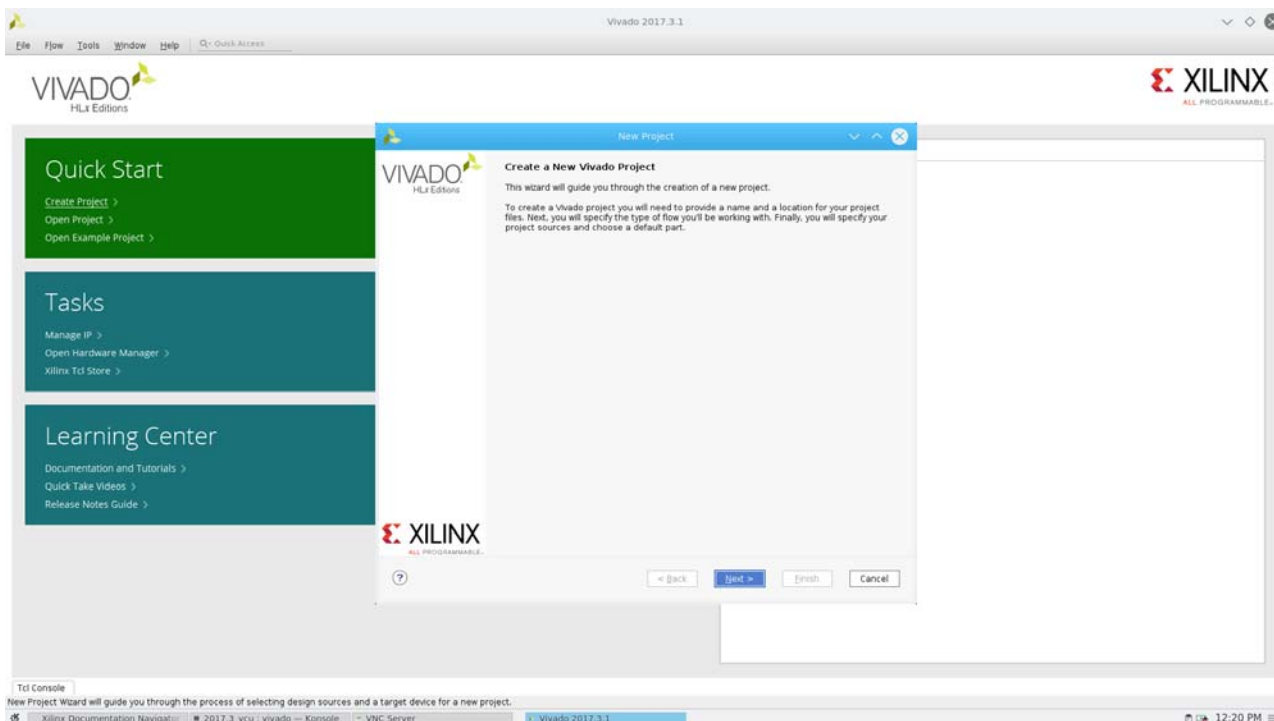 Vivado 2017.3.1
File Flow Tools Window Help Q- Quick Access
VIVADO
HLx Editions
XILINX
ALL PROGRAMMABLE.
Quick Start
Create Project >
Open Project >
Open Example Project >
Tasks
Manage IP >
Open Hardware Manager >
Xilinx Tcl Store >
Learning Center
Documentation and Tutorials >
Quick Take Videos >
Release Notes Guide >
New Project
VIVADO
HLx Editions
Create a New Vivado Project
This wizard will guide you through the creation of a new project.
To create a Vivado project you will need to provide a name and a location for your project
files. Next, you will specify the type of flow you'll be working with. Finally, you will specify your
project sources and choose a default part.
XILINX
ALL PROGRAMMABLE.
? < Back Next > Finish Cancel
Tcl Console
New Project Wizard will guide you through the process of selecting design sources and a target device for a new project.
Xilinx Documentation Navigator 2017.3_vcu : vivado — Konsole VNC Server Vivado 2017.3.1 12:20 PM